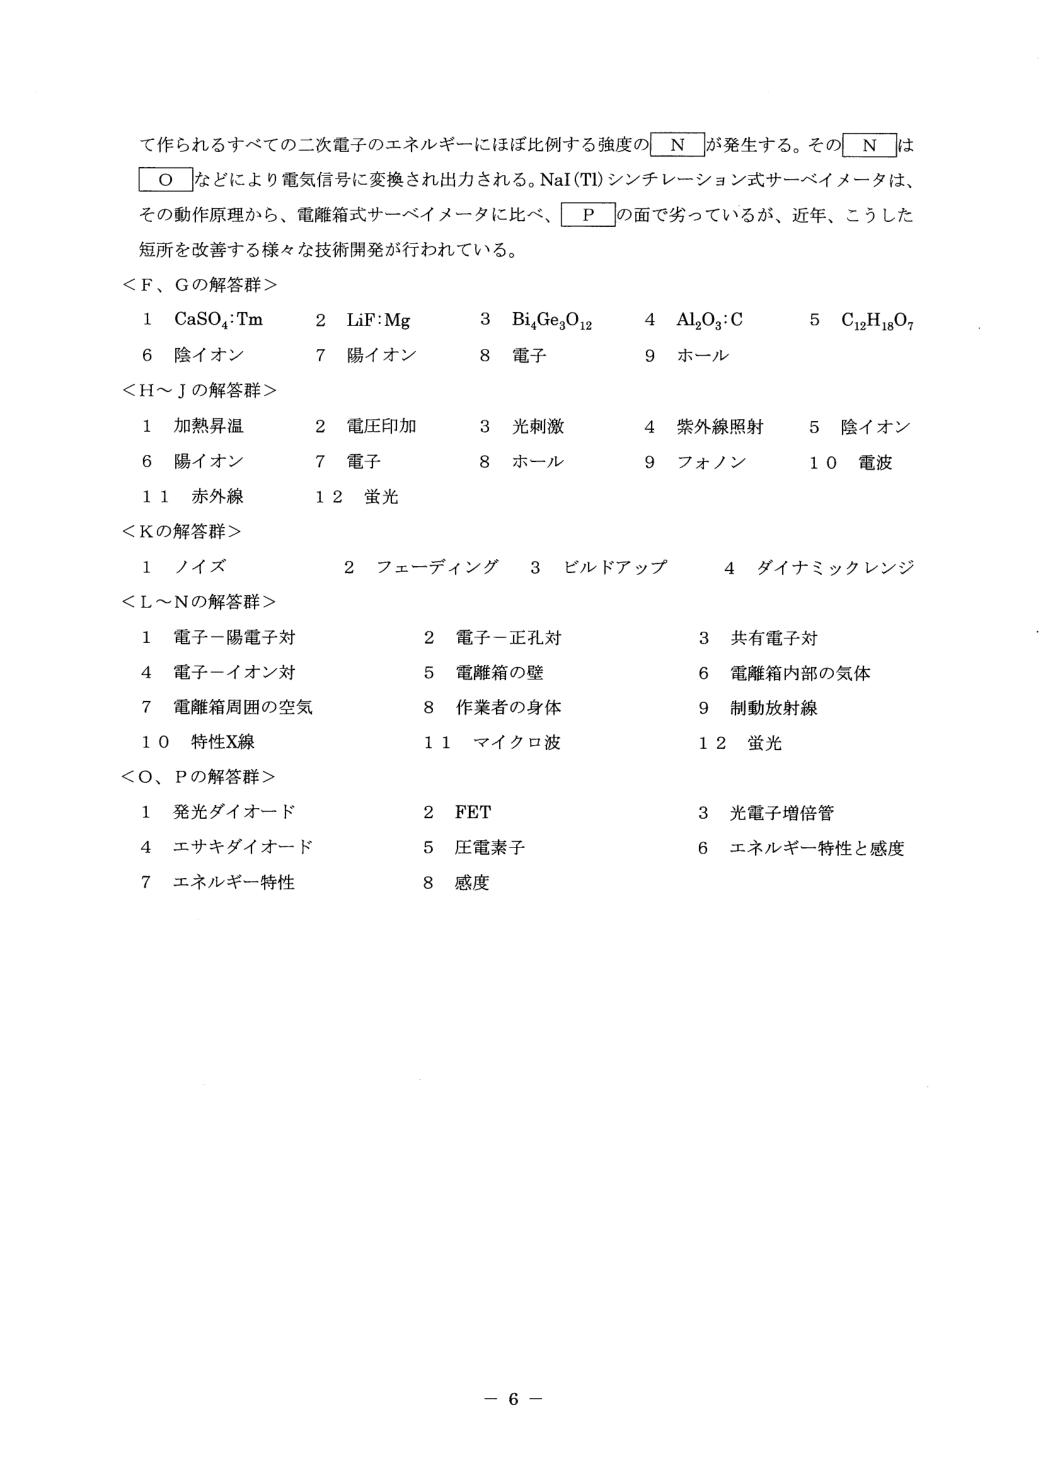 て作られるすべての二次電子のエネルギーにほぼ比例する強度の N が発生する。その N は
O などにより電気信号に変換され出力される。NaI(Tl)シンチレーション式サーベイメータは、
その動作原理から、電離箱式サーベイメータに比べ、 P の面で劣っているが、近年、こうした
短所を改善する様々な技術開発が行われている。
＜F、Gの解答群＞
1 CaSO₄:Tm 2 LiF:Mg 3 Bi₄Ge₃O₁₂ 4 Al₂O₃:C 5 C₁₂H₁₈O₇
6 陰イオン 7 陽イオン 8 電子 9 ホール
＜H～Jの解答群＞
1 加熱昇温 2 電圧印加 3 光刺激 4 紫外線照射 5 陰イオン
6 陽イオン 7 電子 8 ホール 9 フォノン 10 電波
11 赤外線 12 蛍光
＜Kの解答群＞
1 ノイズ 2 フェーディング 3 ビルドアップ 4 ダイナミックレンジ
＜L～Nの解答群＞
1 電子－陽電子対 2 電子－正孔対 3 共有電子対
4 電子－イオン対 5 電離箱の壁 6 電離箱内部の気体
7 電離箱周囲の空気 8 作業者の身体 9 制動放射線
10 特性X線 11 マイクロ波 12 蛍光
＜O、Pの解答群＞
1 発光ダイオード 2 FET 3 光電子増倍管
4 エサキダイオード 5 圧電素子 6 エネルギー特性と感度
7 エネルギー特性 8 感度
－ 6 －